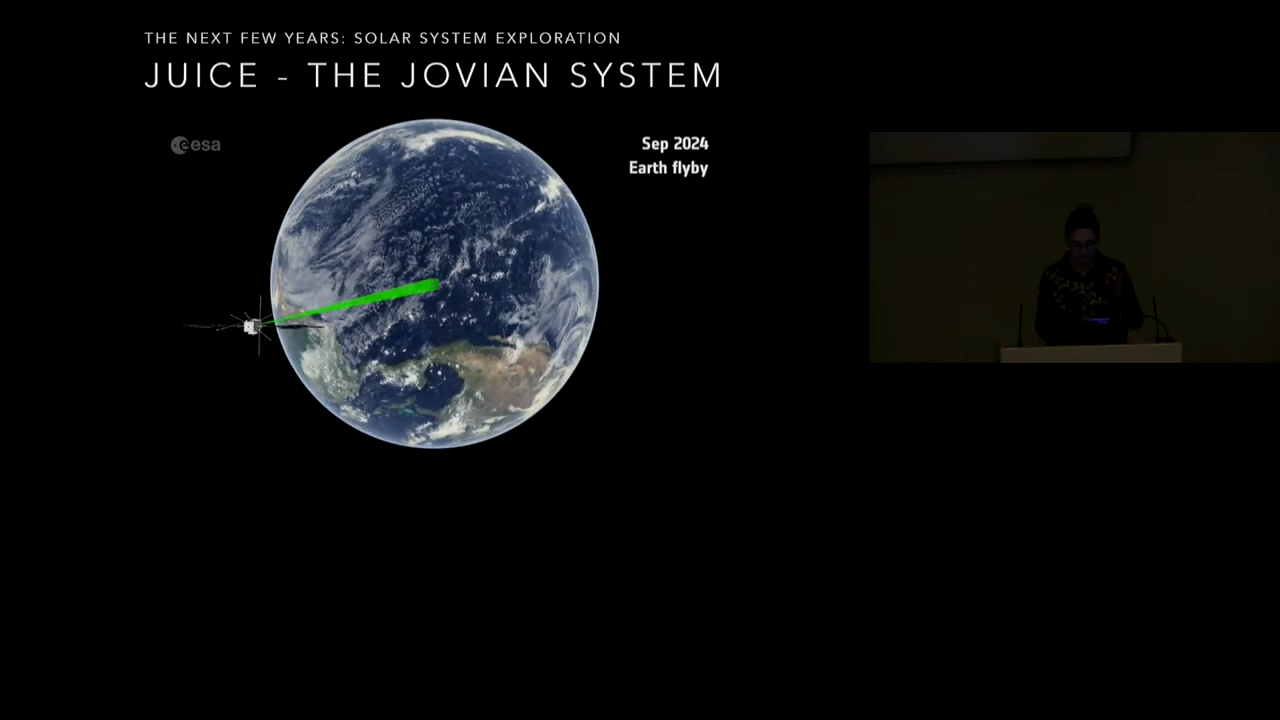 THE NEXT FEW YEARS: SOLAR SYSTEM EXPLORATION
JUICE - THE JOVIAN SYSTEM
esa
Sep 2024
Earth flyby